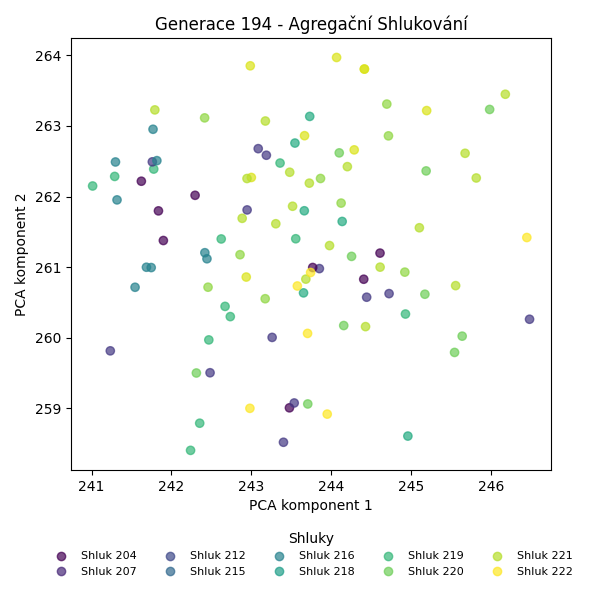 Generace 194 - Agregační Shlukování
264
263
262
261
260
259
PCA komponent 2
241 242 243 244 245 246
PCA komponent 1
Shluky
Shluk 204 Shluk 212 Shluk 216 Shluk 219 Shluk 221
Shluk 207 Shluk 215 Shluk 218 Shluk 220 Shluk 222